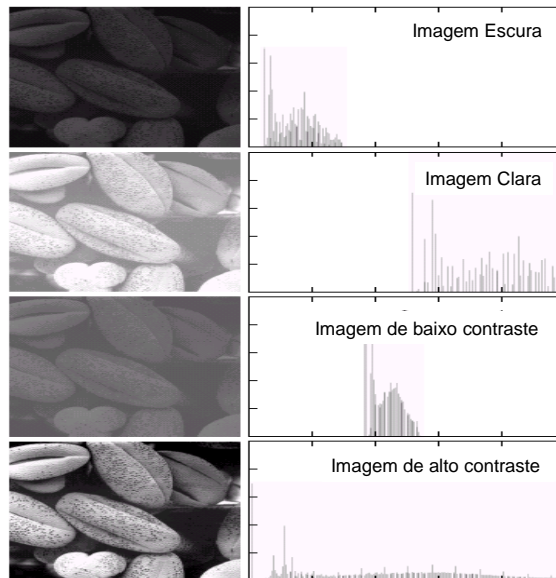 Imagem Escura
Imagem Clara
Imagem de baixo contraste
Imagem de alto contraste